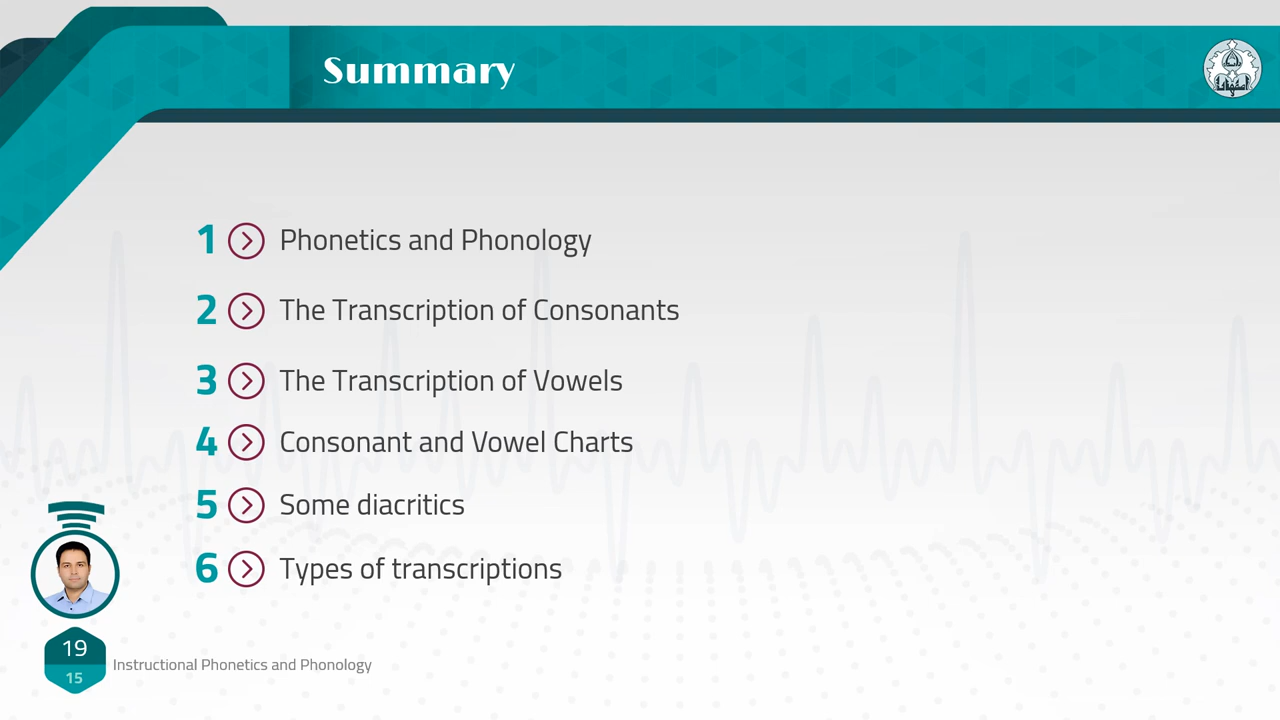 Summary
1 Phonetics and Phonology
2 The Transcription of Consonants
3 The Transcription of Vowels
4 Consonant and Vowel Charts
5 Some diacritics
6 Types of transcriptions
19
15
Instructional Phonetics and Phonology